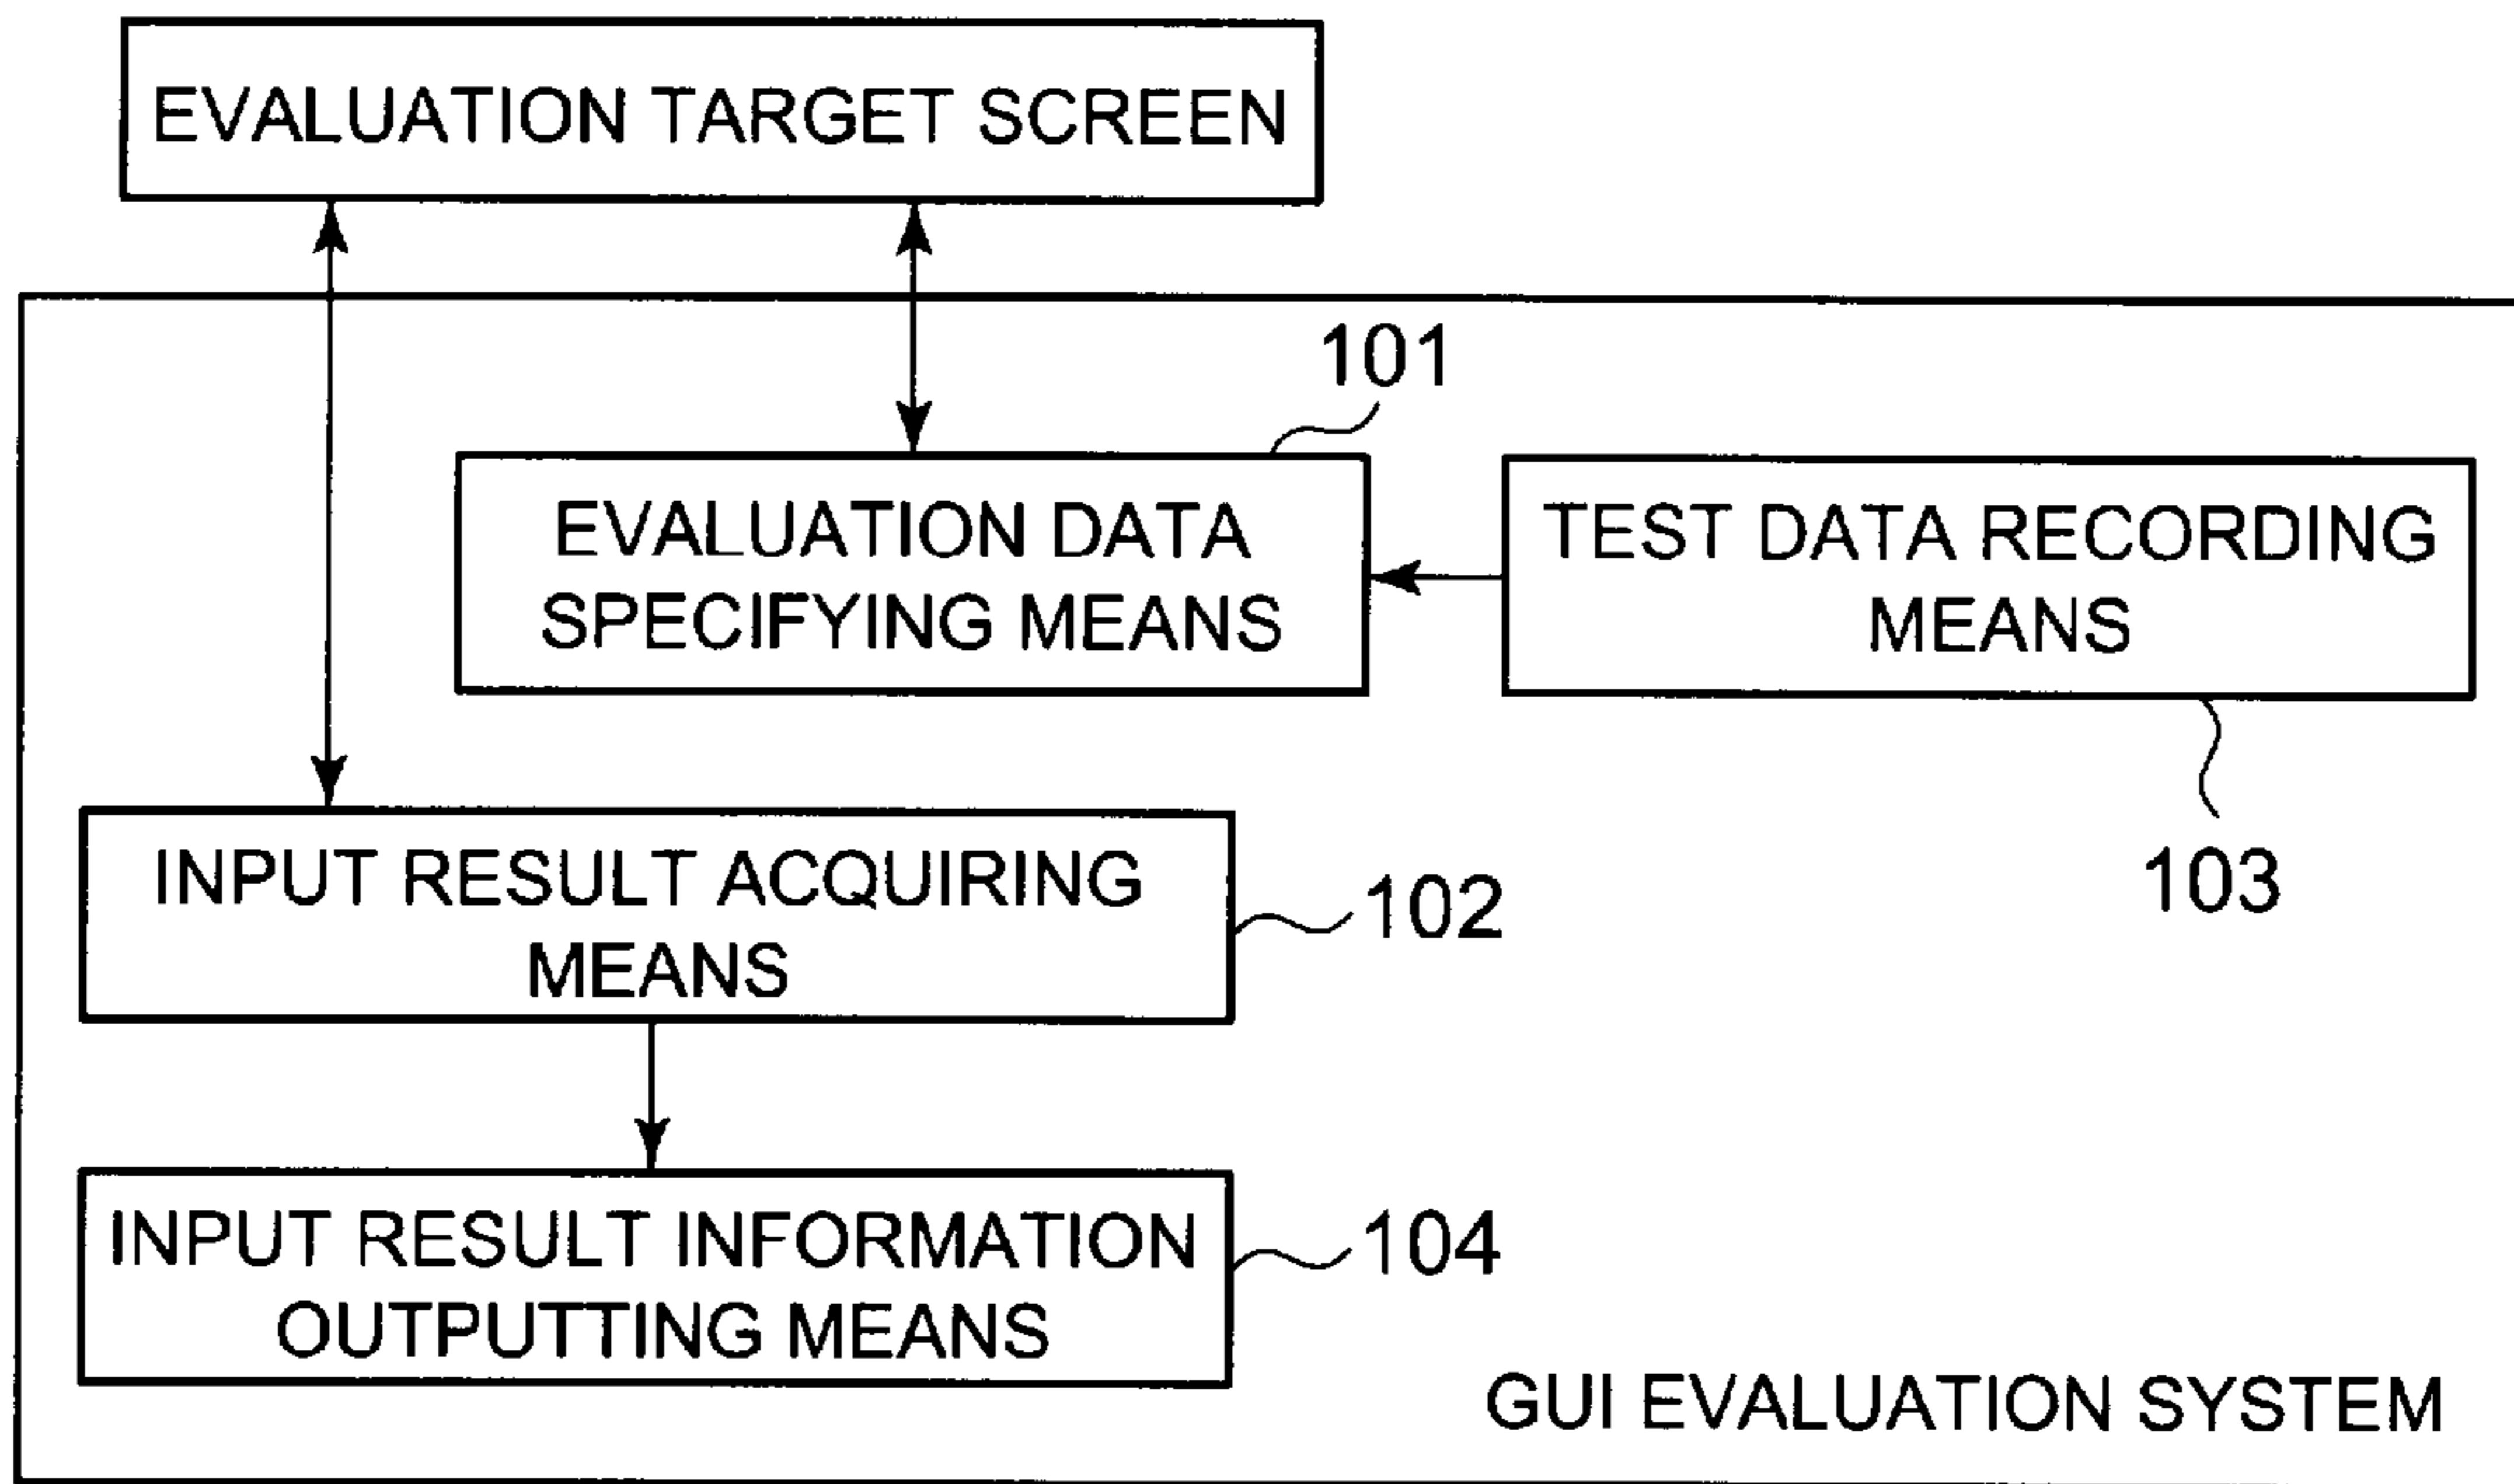 EVALUATION TARGET SCREEN
101
EVALUATION DATA
SPECIFYING MEANS
TEST DATA RECORDING
MEANS
103
INPUT RESULT ACQUIRING
MEANS
102
INPUT RESULT INFORMATION
OUTPUTTING MEANS
104
GUI EVALUATION SYSTEM